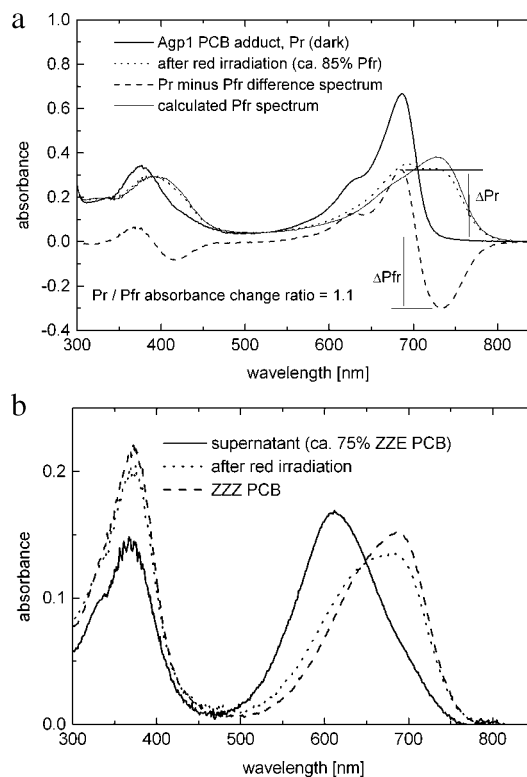 a
Agp1 PCB adduct, Pr (dark)
after red irradiation (ca. 85% Pfr)
Pr minus Pfr difference spectrum
calculated Pfr spectrum
1.0
0.8
0.6
0.4
0.2
0.0
-0.2
-0.4
absorbance
ΔPr
ΔPfr
Pr / Pfr absorbance change ratio = 1.1
300 400 500 600 700 800
wavelength [nm]
b
supernatant (ca. 75% ZZE PCB)
after red irradiation
ZZZ PCB
0.2
0.1
0.0
absorbance
300 400 500 600 700 800
wavelength [nm]